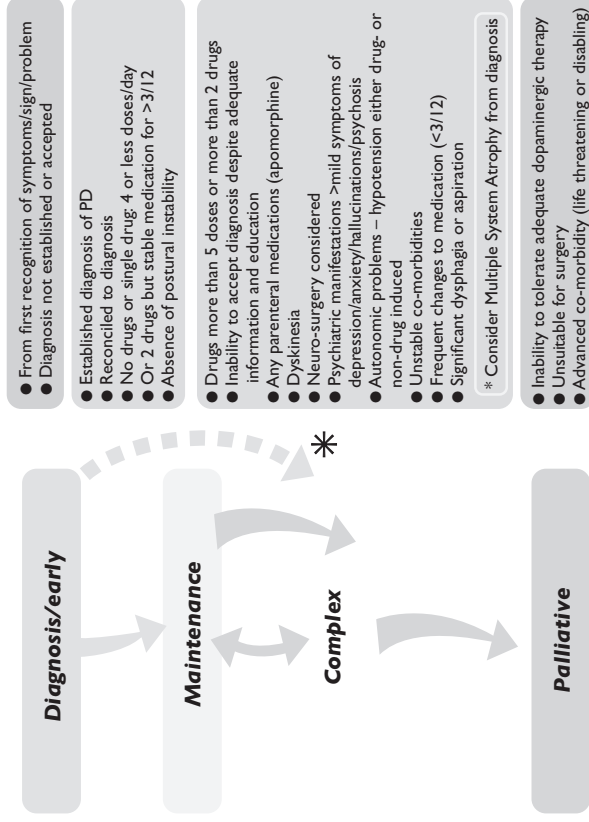 Diagnosis/early
● From first recognition of symptoms/sign/problem
● Diagnosis not established or accepted
Maintenance
● Established diagnosis of PD
● Reconciled to diagnosis
● No drugs or single drug; 4 or less doses/day
● Or 2 drugs but stable medication for >3/12
● Absence of postural instability
Complex
*
● Drugs more than 5 doses or more than 2 drugs
● Inability to accept diagnosis despite adequate
information and education
● Any parenteral medications (apomorphine)
● Dyskinesia
● Neuro-surgery considered
● Psychiatric manifestations >mild symptoms of
depression/anxiety/hallucinations/psychosis
● Autonomic problems – hypotension either drug- or
non-drug induced
● Unstable co-morbidities
● Frequent changes to medication (<3/12)
● Significant dysphagia or aspiration
* Consider Multiple System Atrophy from diagnosis
Palliative
● Inability to tolerate adequate dopaminergic therapy
● Unsuitable for surgery
● Advanced co-morbidity (life threatening or disabling)